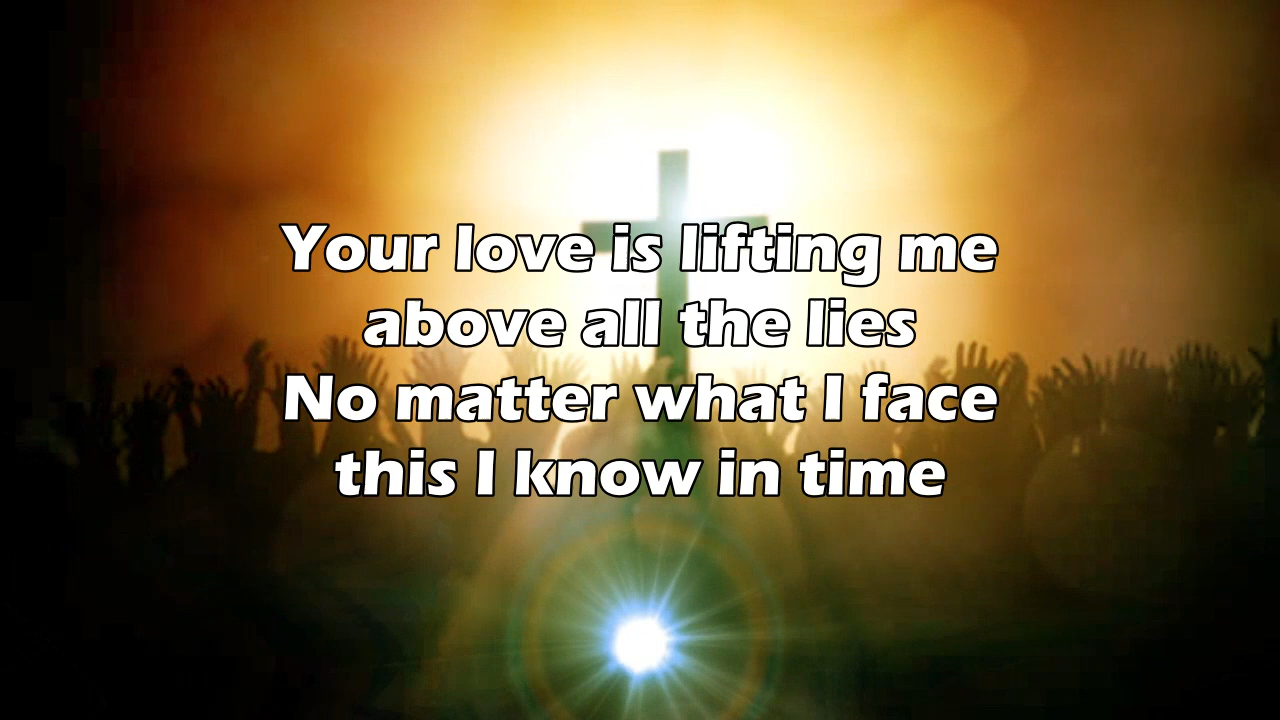 Your love is lifting me
above all the lies
No matter what I face
this I know in time